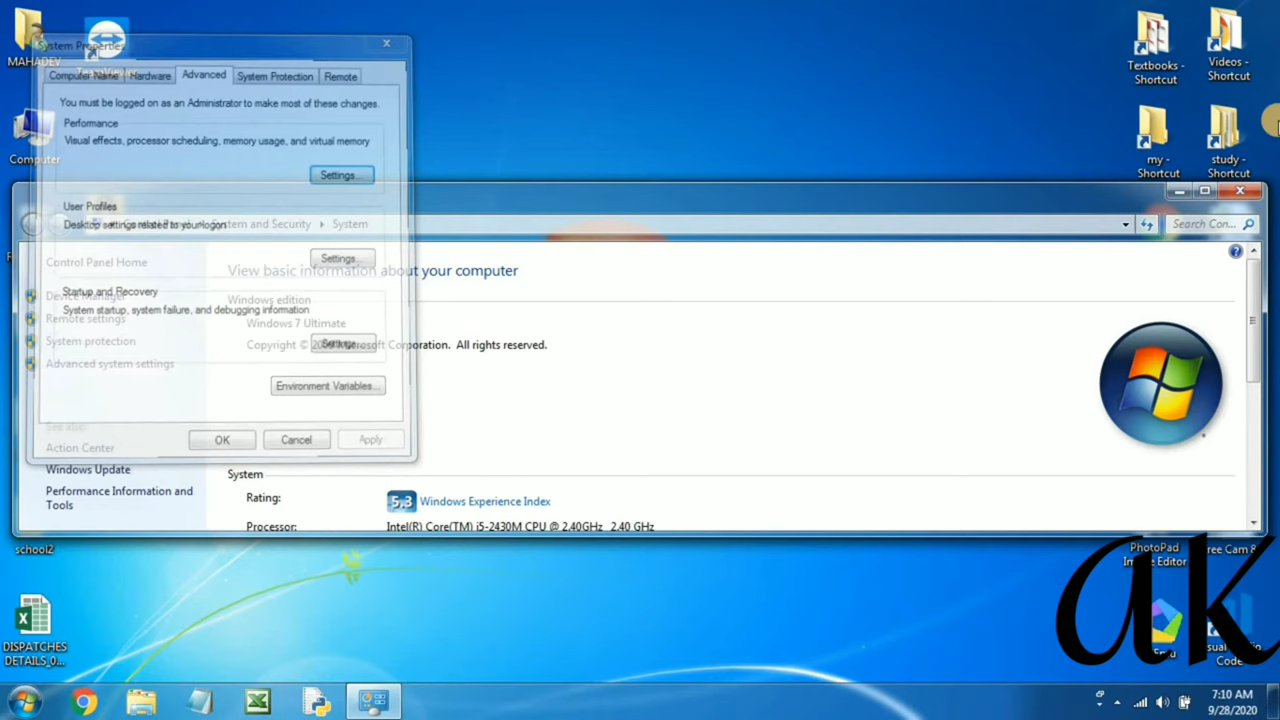 MAHADEV
System Properties
Computer Name
Hardware
Advanced
System Protection
Remote
You must be logged on as an Administrator to make most of these changes.
Performance
Visual effects, processor scheduling, memory usage, and virtual memory
Settings...
User Profiles
Desktop settings related to your logon
Settings...
Startup and Recovery
System startup, system failure, and debugging information
Settings...
Environment Variables...
OK
Cancel
Apply
Computer
Textbooks -
Shortcut
Videos -
Shortcut
my -
Shortcut
study -
Shortcut
System and Security
System
Search Con...
Control Panel Home
Device Manager
Remote settings
System protection
Advanced system settings
See also
Action Center
Windows Update
Performance Information and
Tools
View basic information about your computer
Windows edition
Windows 7 Ultimate
Copyright © 2009 Microsoft Corporation. All rights reserved.
System
Rating:
5.3
Windows Experience Index
Processor:
Intel(R) Core(TM) i5-2430M CPU @ 2.40GHz 2.40 GHz
school2
DISPATCHES
DETAILS_0...
PhotoPad
Image Editor
Free Cam 8
Code
ak
7:10 AM
9/28/2020